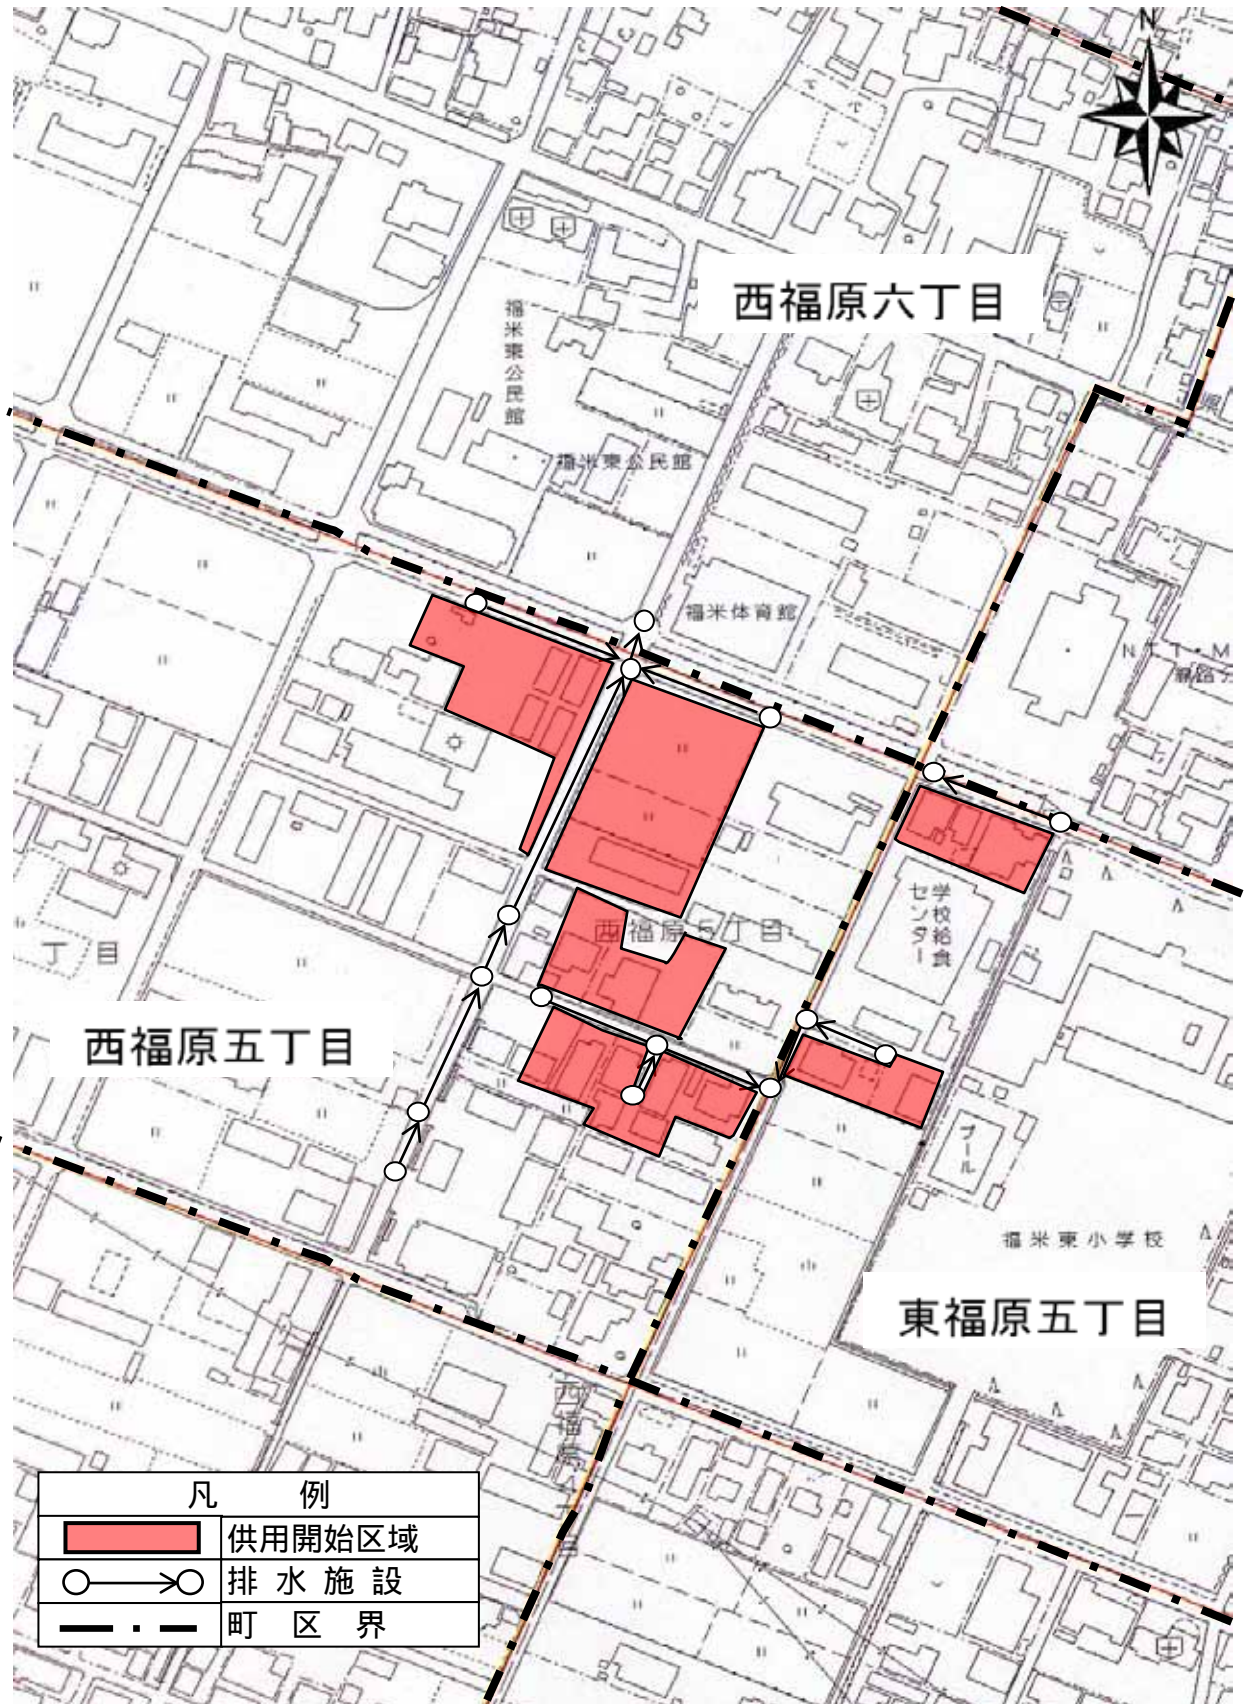 N
西福原六丁目
福米東公民館
福米東公民館
福米体育館
NTT・M
学校給食
センター
西福原5丁目
丁目
西福原五丁目
プール
福米東小学校
東福原五丁目
凡 例
供用開始区域
排水施設
町区界